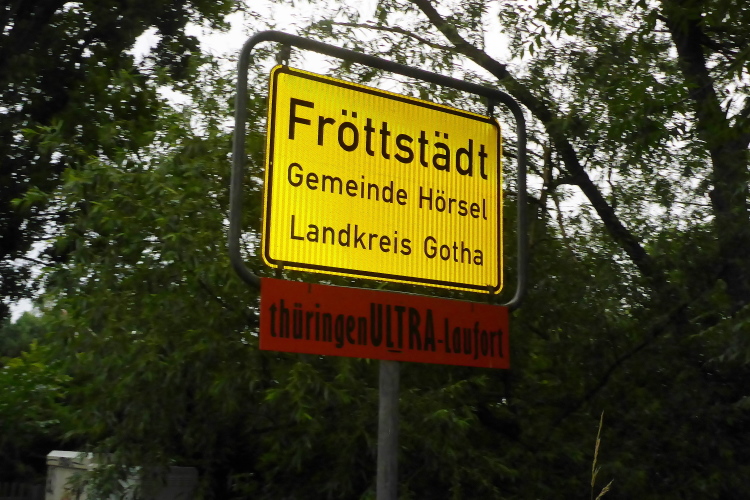 Fröttstädt
Gemeinde Hörsel
Landkreis Gotha
thüringenULTRA-Laufort